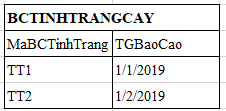 BCTINHTRANGCAY
MaBCTinhTrang TGBaoCao
TT1 1/1/2019
TT2 1/2/2019